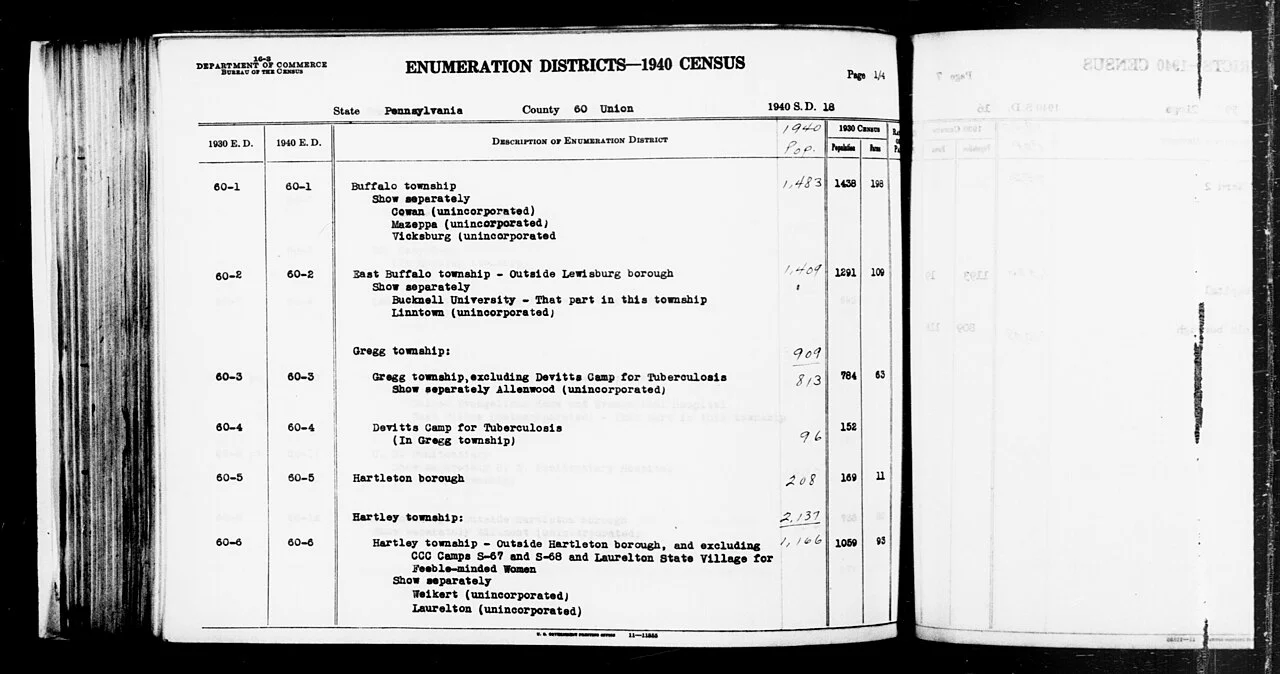 16-3
DEPARTMENT OF COMMERCE
BUREAU OF THE CENSUS
ENUMERATION DISTRICTS—1940 CENSUS
Page 1/4
State Pennsylvania County 60 Union 1940 S.D. 18
1930 E. D. 1940 E. D. DESCRIPTION OF ENUMERATION DISTRICT 1940 Pop. 1930 CENSUS
Population Farms
60-1 60-1 Buffalo township 1,483 1438 198
Show separately
Cowan (unincorporated)
Mazeppa (unincorporated)
Vicksburg (unincorporated
60-2 60-2 East Buffalo township - Outside Lewisburg borough 1,409 1291 109
Show separately
Bucknell University - That part in this township
Linntown (unincorporated)
Gregg township: 909
60-3 60-3 Gregg township,excluding Devitts Camp for Tuberculosis 813 784 63
Show separately Allenwood (unincorporated)
60-4 60-4 Devitts Camp for Tuberculosis 96 152
(In Gregg township)
60-5 60-5 Hartleton borough 208 169 11
Hartley township: 2,137
60-6 60-6 Hartley township - Outside Hartleton borough, and excluding 1,166 1059 93
CCC Camps S-67 and S-68 and Laurelton State Village for
Feeble-minded Women
Show separately
Weikert (unincorporated)
Laurelton (unincorporated)
U. S. GOVERNMENT PRINTING OFFICE 11—11555